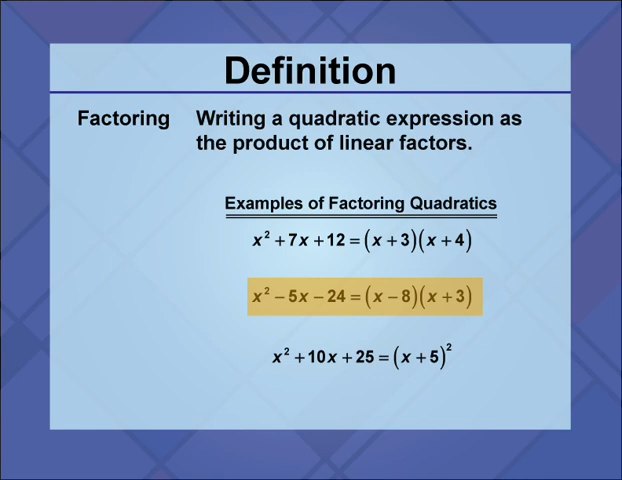 Definition
Factoring Writing a quadratic expression as
the product of linear factors.
Examples of Factoring Quadratics
x² + 7x + 12 = (x + 3)(x + 4)
x² − 5x − 24 = (x − 8)(x + 3)
x² + 10x + 25 = (x + 5)²